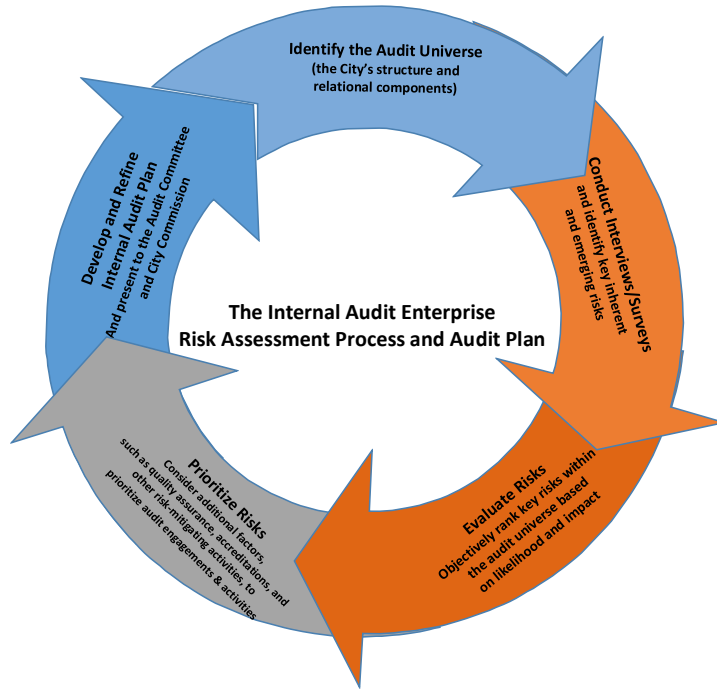 Identify the Audit Universe
(the City's structure and
relational components)
Conduct Interviews/Surveys
and identify key inherent
and emerging risks
Evaluate Risks
Objectively rank key risks within
the audit universe based
on likelihood and impact
Prioritize Risks
Consider additional factors,
such as quality assurance, accreditations, and
other risk-mitigating activities, to
prioritize audit engagements & activities
Develop and Refine
Internal Audit Plan
And present to the Audit Committee
and City Commission
The Internal Audit Enterprise
Risk Assessment Process and Audit Plan